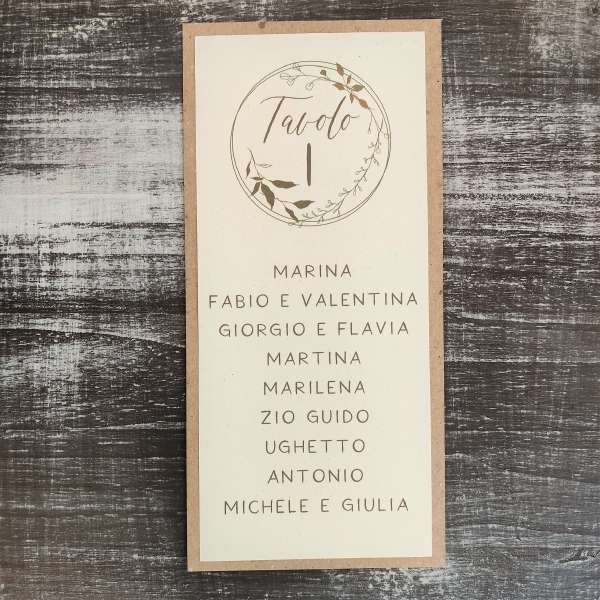 Tavolo
1
MARINA
FABIO E VALENTINA
GIORGIO E FLAVIA
MARTINA
MARILENA
ZIO GUIDO
UGHETTO
ANTONIO
MICHELE E GIULIA